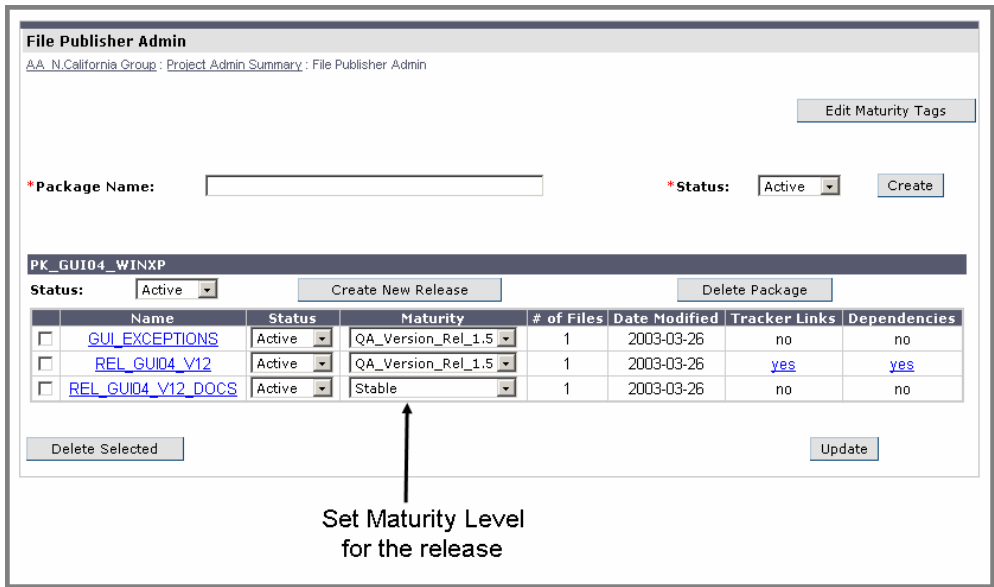 File Publisher Admin
AA N.California Group : Project Admin Summary : File Publisher Admin
Edit Maturity Tags
*Package Name: *Status: Active Create
PK_GUI04_WINXP
Status: Active Create New Release Delete Package
Name Status Maturity # of Files Date Modified Tracker Links Dependencies
GUI_EXCEPTIONS Active QA_Version_Rel_1.5 1 2003-03-26 no no
REL_GUI04_V12 Active QA_Version_Rel_1.5 1 2003-03-26 yes yes
REL_GUI04_V12_DOCS Active Stable 1 2003-03-26 no no
Delete Selected Update
Set Maturity Level
for the release